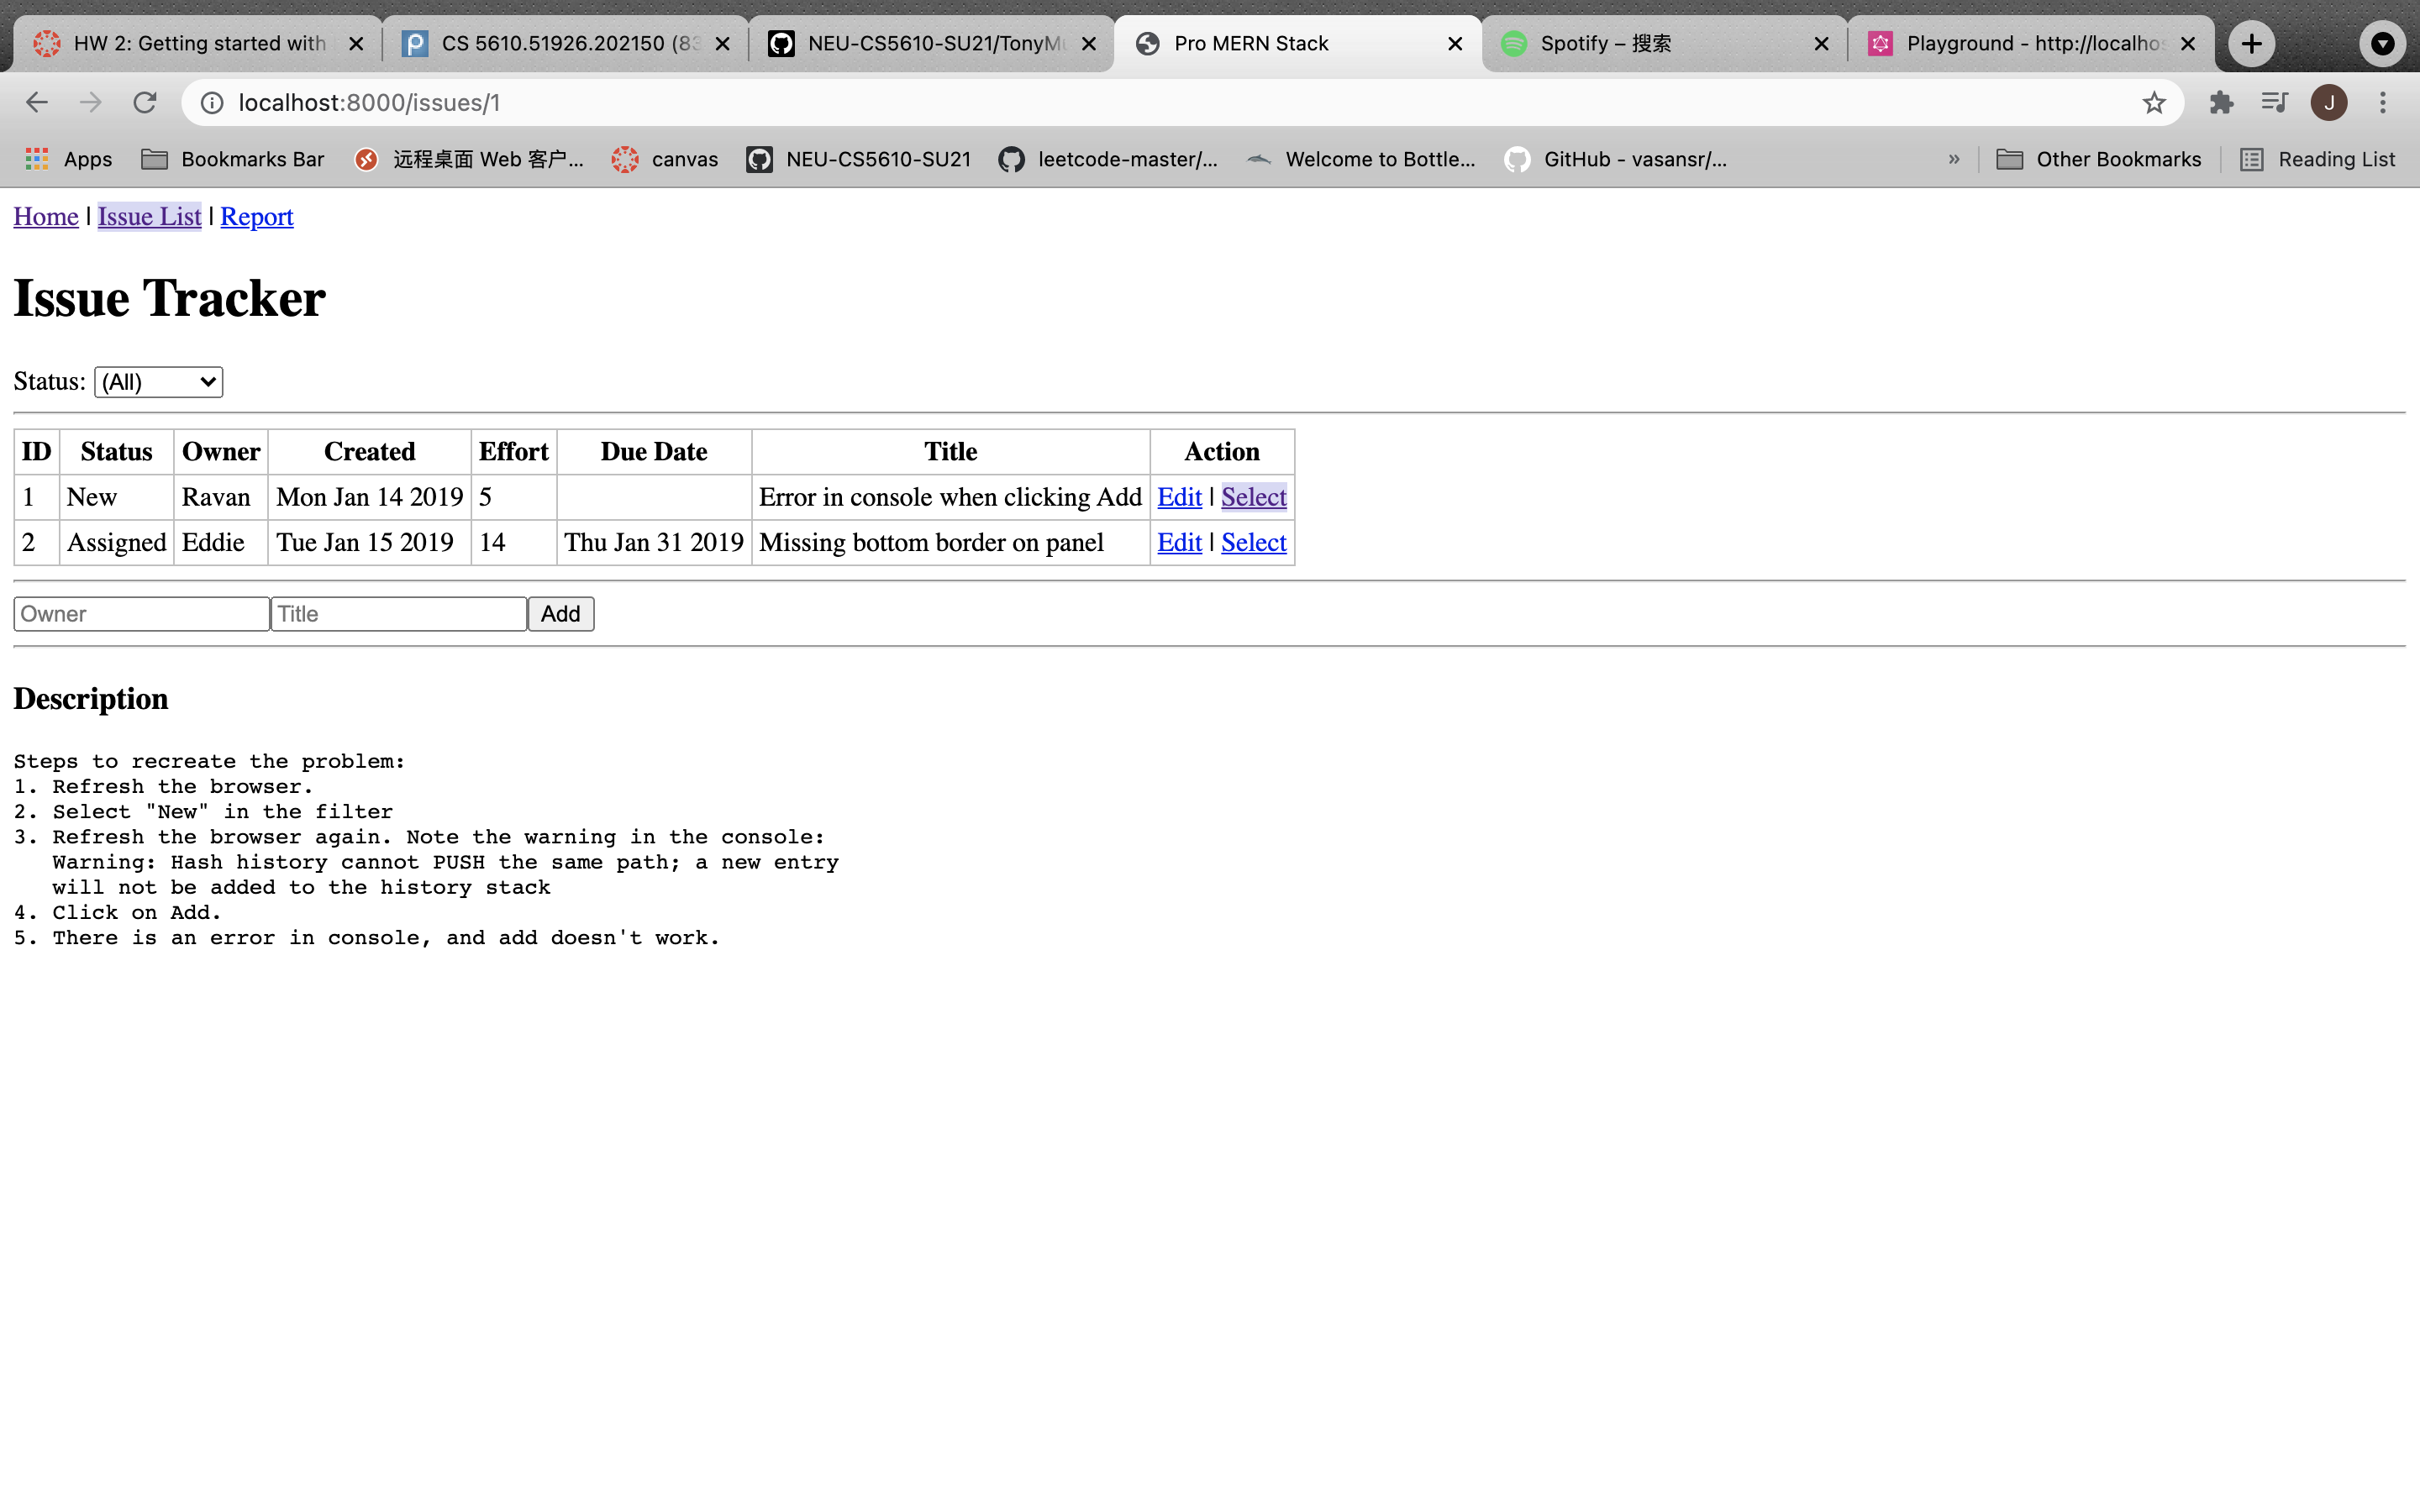 HW 2: Getting started with
CS 5610.51926.202150 (83
NEU-CS5610-SU21/TonyMu
Pro MERN Stack
Spotify – 搜索
Playground - http://localhos
localhost:8000/issues/1
J
Apps
Bookmarks Bar
远程桌面 Web 客户...
canvas
NEU-CS5610-SU21
leetcode-master/...
Welcome to Bottle...
GitHub - vasansr/...
»
Other Bookmarks
Reading List
Home | Issue List | Report
Issue Tracker
Status: (All)
ID Status Owner Created Effort Due Date Title Action
1 New Ravan Mon Jan 14 2019 5 Error in console when clicking Add Edit | Select
2 Assigned Eddie Tue Jan 15 2019 14 Thu Jan 31 2019 Missing bottom border on panel Edit | Select
Owner Title Add
Description
Steps to recreate the problem:
1. Refresh the browser.
2. Select "New" in the filter
3. Refresh the browser again. Note the warning in the console:
Warning: Hash history cannot PUSH the same path; a new entry
will not be added to the history stack
4. Click on Add.
5. There is an error in console, and add doesn't work.